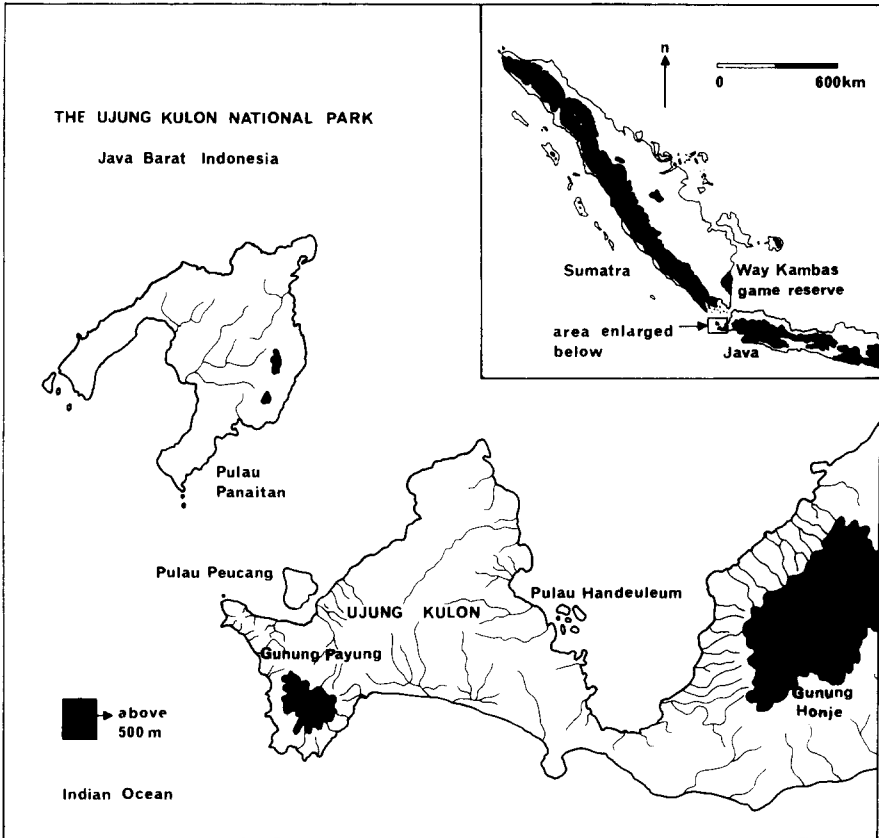 THE UJUNG KULON NATIONAL PARK
Java Barat Indonesia
n
0 600km
Sumatra
Way Kambas
game reserve
area enlarged
below
Java
Pulau
Panaitan
Pulau Peucang
UJUNG KULON
Pulau Handeuleum
Gunung Payung
Gunung
Honje
above
500 m
Indian Ocean